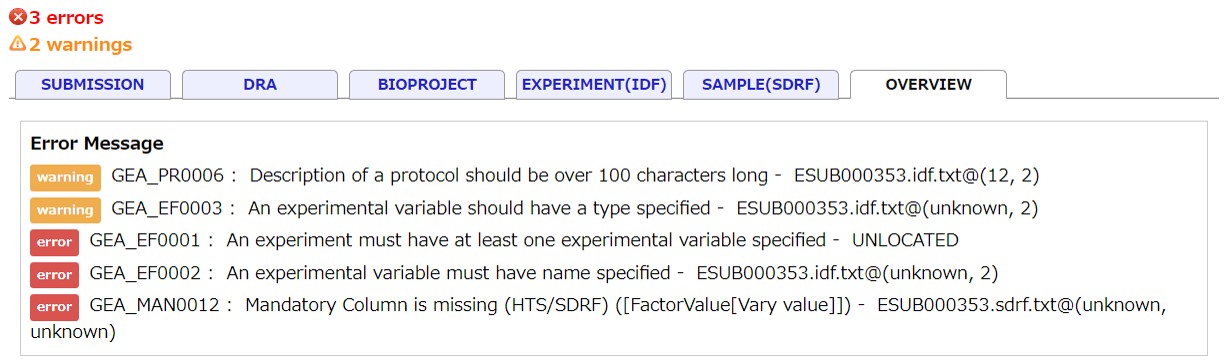 3 errors
2 warnings
SUBMISSION DRA BIOPROJECT EXPERIMENT(IDF) SAMPLE(SDRF) OVERVIEW
Error Message
warning GEA_PR0006 : Description of a protocol should be over 100 characters long - ESUB000353.idf.txt@(12, 2)
warning GEA_EF0003 : An experimental variable should have a type specified - ESUB000353.idf.txt@(unknown, 2)
error GEA_EF0001 : An experiment must have at least one experimental variable specified - UNLOCATED
error GEA_EF0002 : An experimental variable must have name specified - ESUB000353.idf.txt@(unknown, 2)
error GEA_MAN0012 : Mandatory Column is missing (HTS/SDRF) ([FactorValue[Vary value]]) - ESUB000353.sdrf.txt@(unknown,
unknown)